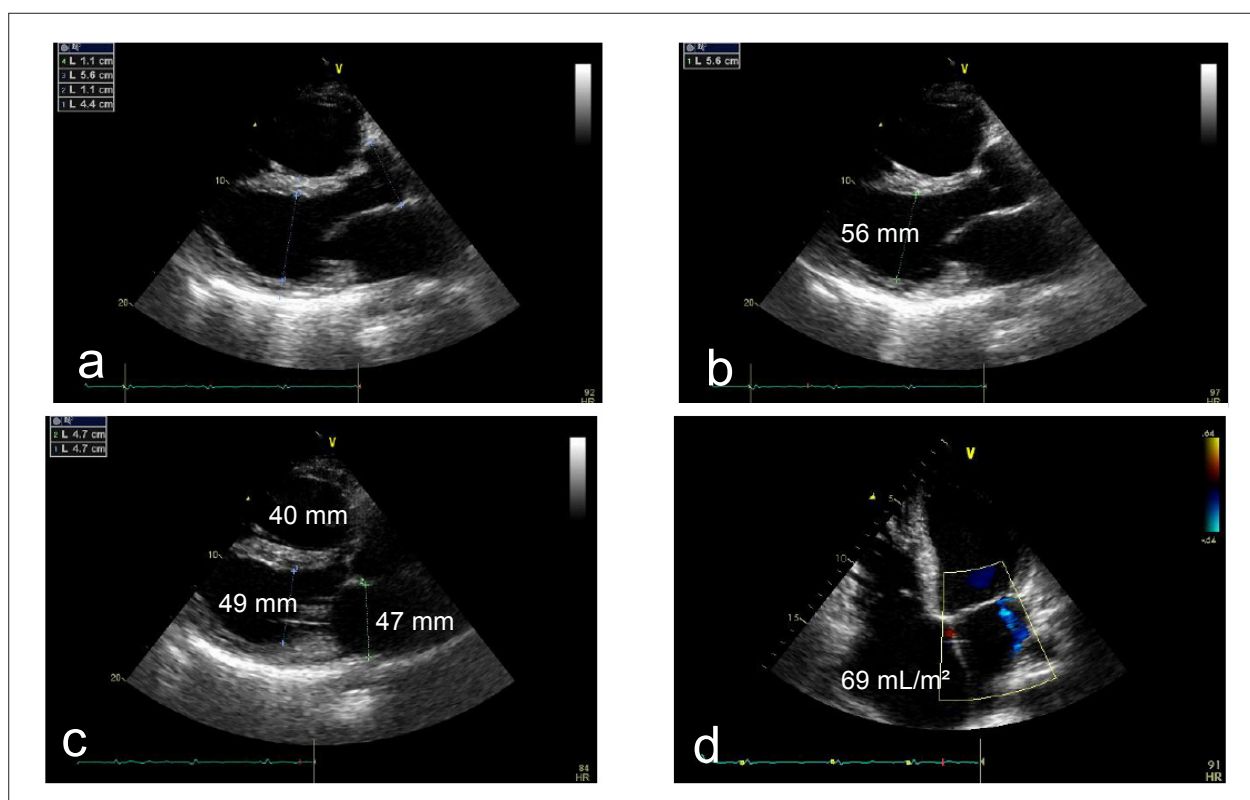 4 L 1.1 cm
3 L 5.6 cm
2 L 1.1 cm
1 L 4.4 cm
V
10
20
a
92
HR
1 L 5.6 cm
V
10
56 mm
20
b
97
HR
2 L 4.7 cm
1 L 4.7 cm
V
40 mm
10
49 mm
47 mm
20
c
84
HR
V
.64
-.64
5
10
15
69 mL/m²
d
91
HR